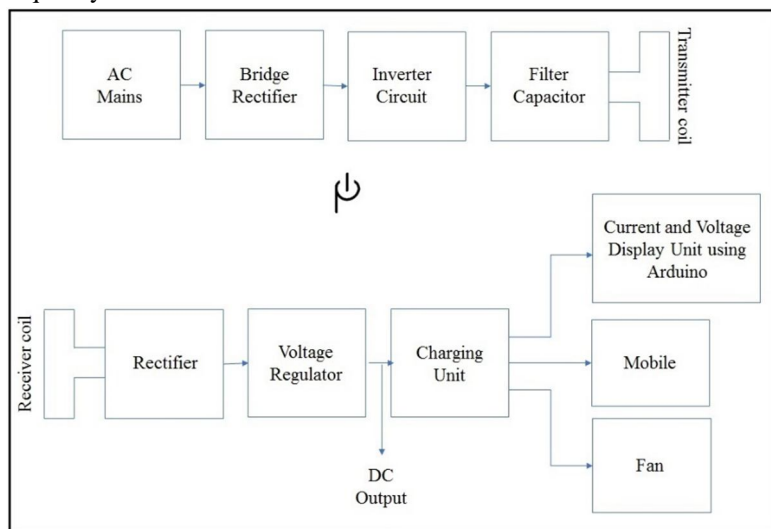 AC
Mains
Bridge
Rectifier
Inverter
Circuit
Filter
Capacitor
Transmitter coil
Current and Voltage
Display Unit using
Arduino
Receiver coil
Rectifier
Voltage
Regulator
Charging
Unit
Mobile
Fan
DC
Output